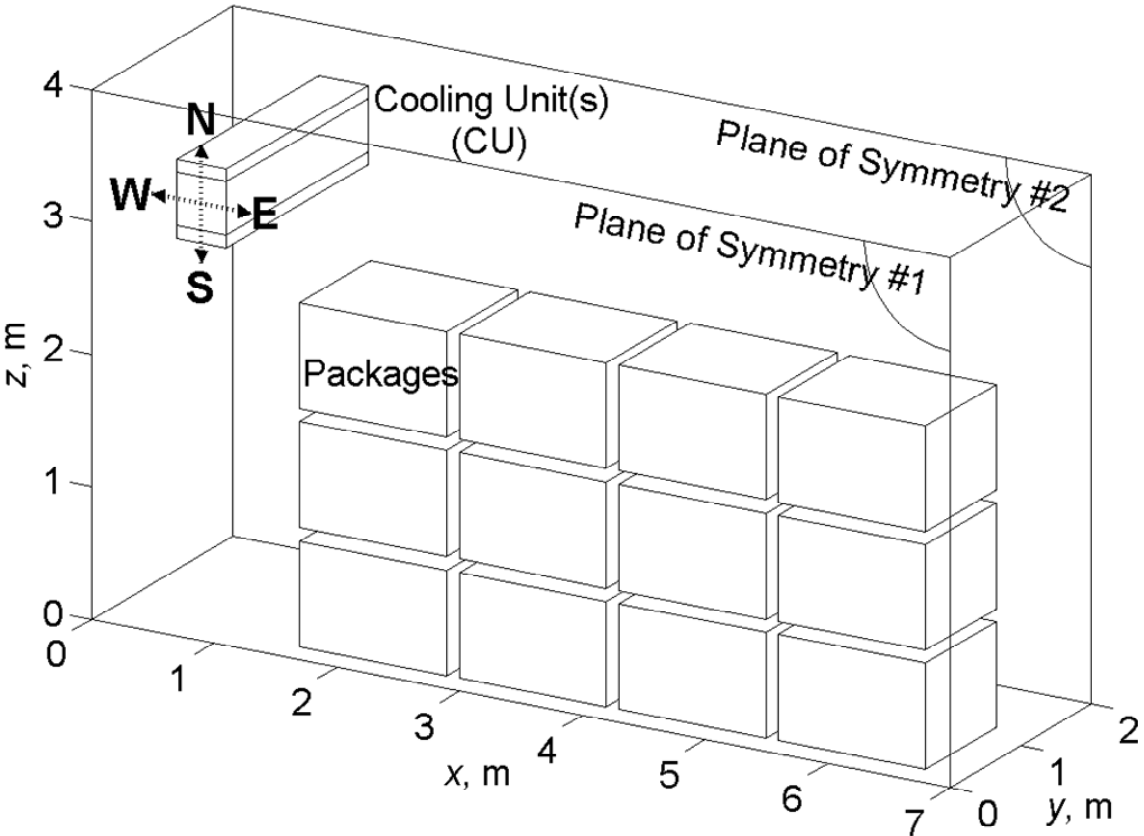 4
3
2
1
0
z, m
N
W
E
S
Cooling Unit(s)
(CU)
Plane of Symmetry #2
Plane of Symmetry #1
Packages
0
1
2
3
4
5
6
7
x, m
0
1
2
y, m